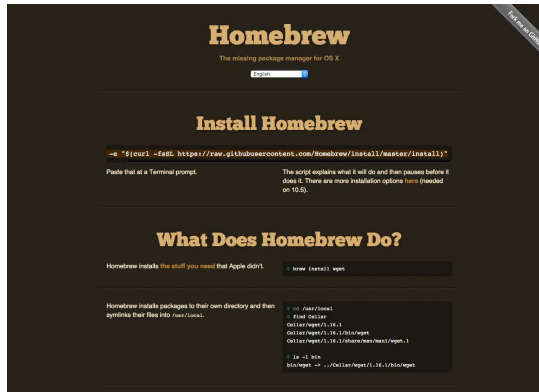 Fork me on GitHub
Homebrew
The missing package manager for OS X
English
Install Homebrew
-e "$(curl -fsSL https://raw.githubusercontent.com/Homebrew/install/master/install)"
Paste that at a Terminal prompt.
The script explains what it will do and then pauses before it
does it. There are more installation options here (needed
on 10.5).
What Does Homebrew Do?
Homebrew installs the stuff you need that Apple didn't.
$ brew install wget
Homebrew installs packages to their own directory and then
symlinks their files into /usr/local.
$ cd /usr/local
$ find Cellar
Cellar/wget/1.16.1
Cellar/wget/1.16.1/bin/wget
Cellar/wget/1.16.1/share/man/man1/wget.1
$ ls -l bin
bin/wget -> ../Cellar/wget/1.16.1/bin/wget